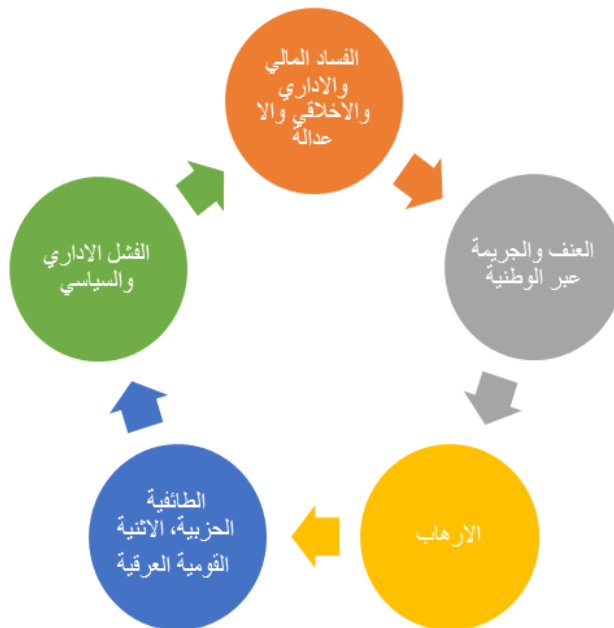 الفساد المالي
والاداري
والاخلاقي والا
عدالة
العنف والجريمة
عبر الوطنية
الارهاب
الطائفية
الحزبية، الاثنية
القومية العرقية
الفشل الاداري
والسياسي